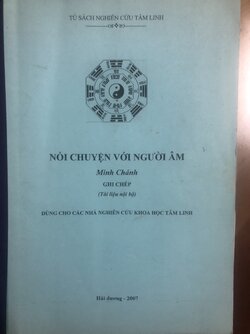 TỦ SÁCH NGHIÊN CỨU TÂM LINH
NÓI CHUYỆN VỚI NGƯỜI ÂM
Minh Chánh
GHI CHÉP
(Tài liệu nội bộ)
DÙNG CHO CÁC NHÀ NGHIÊN CỨU KHOA HỌC TÂM LINH
Hải dương - 2007